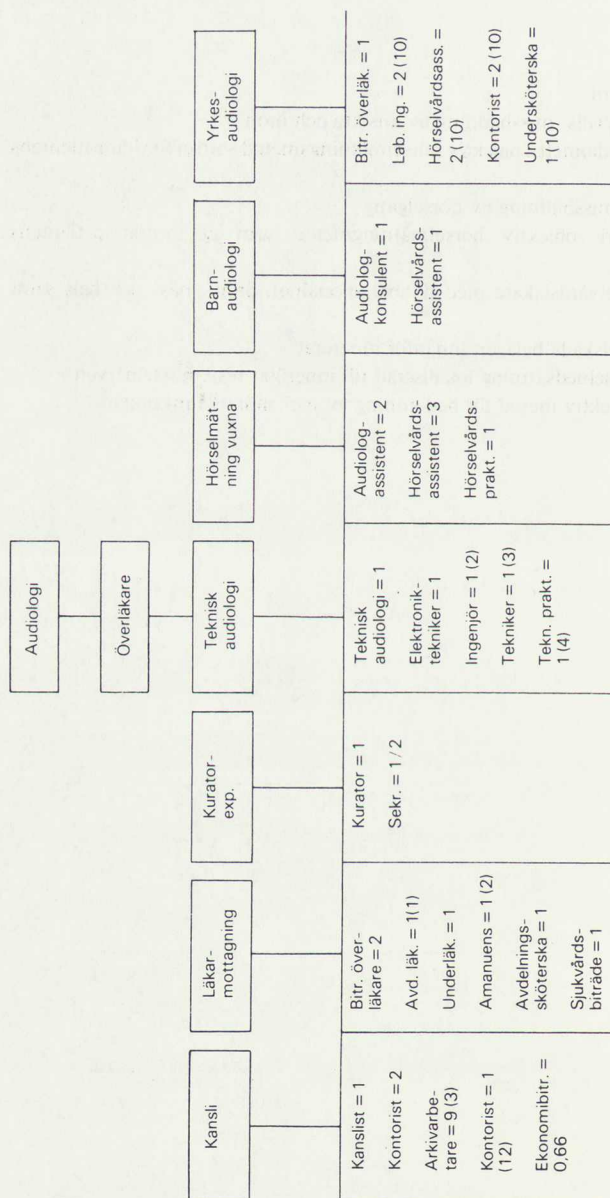 Audiologi
Överläkare
Kansli
Kanslist = 1
Kontorist = 2
Arkivarbe-
tare = 9 (3)
Kontorist = 1
(12)
Ekonomibitr. =
0,66
Läkar-
mottagning
Bitr. över-
läkare = 2
Avd. läk. = 1(1)
Underläk. = 1
Amanuens = 1 (2)
Avdelnings-
sköterska = 1
Sjukvårds-
biträde = 1
Kurator-
exp.
Kurator = 1
Sekr. = 1/2
Teknisk
audiologi
Teknisk
audiologi = 1
Elektronik-
tekniker = 1
Ingenjör = 1 (2)
Tekniker = 1 (3)
Tekn. prakt. =
1 (4)
Hörselmät-
ning vuxna
Audiolog-
assistent = 2
Hörselvårds-
assistent = 3
Hörselvårds-
prakt. = 1
Barn-
audiologi
Audiolog-
konsulent = 1
Hörselvårds-
assistent = 1
Yrkes-
audiologi
Bitr. överläk. = 1
Lab. ing. = 2 (10)
Hörselvårdsass. =
2 (10)
Kontorist = 2 (10)
Undersköterska =
1 (10)